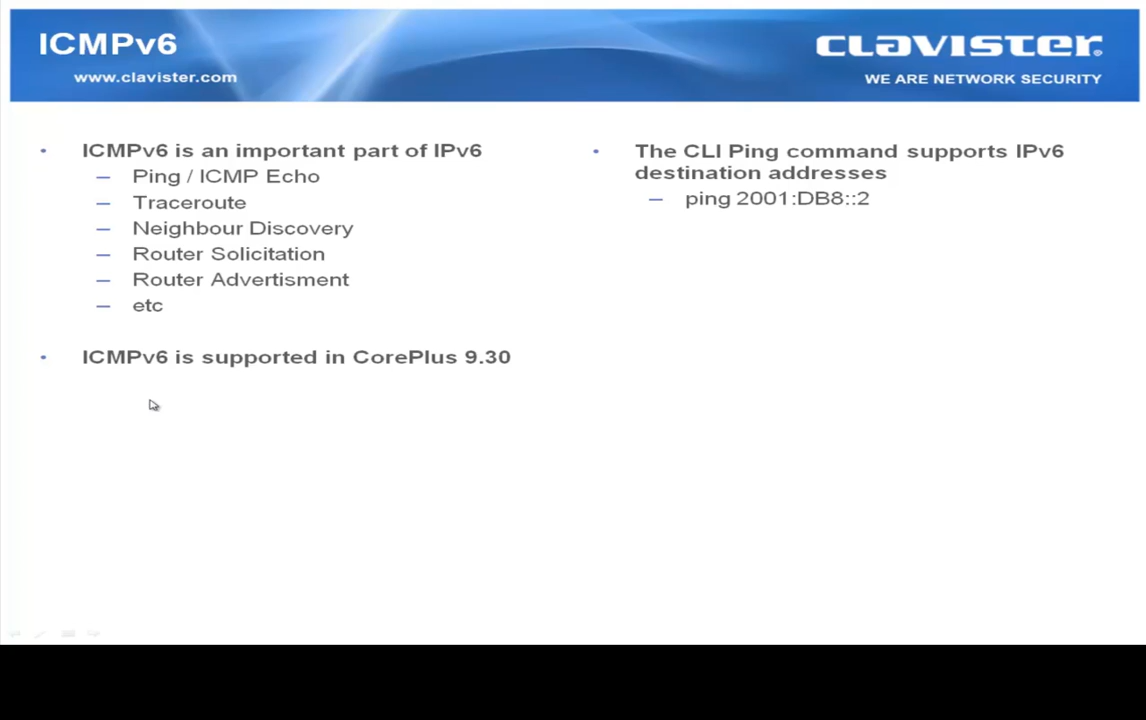 ICMPv6
www.clavister.com
CLAVISTER®
WE ARE NETWORK SECURITY
• ICMPv6 is an important part of IPv6
– Ping / ICMP Echo
– Traceroute
– Neighbour Discovery
– Router Solicitation
– Router Advertisment
– etc
• ICMPv6 is supported in CorePlus 9.30
• The CLI Ping command supports IPv6
destination addresses
– ping 2001:DB8::2